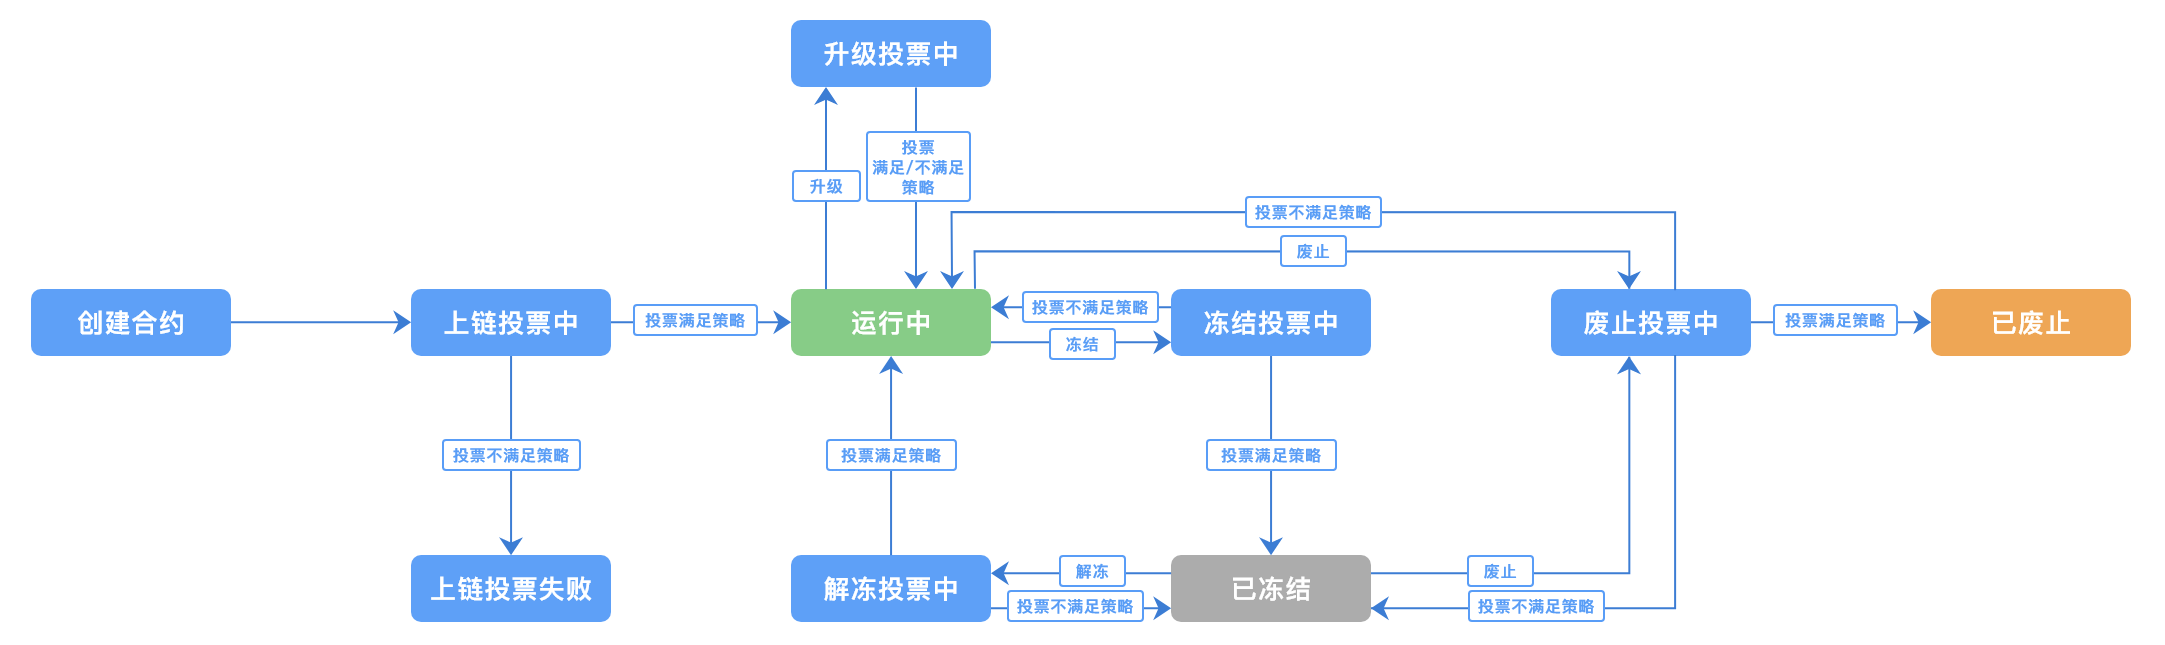 升级投票中
投票
满足/不满足
策略
升级
投票不满足策略
废止
创建合约
上链投票中
投票满足策略
运行中
投票不满足策略
冻结
冻结投票中
废止投票中
投票满足策略
已废止
投票不满足策略
投票满足策略
投票满足策略
上链投票失败
解冻投票中
解冻
投票不满足策略
已冻结
废止
投票不满足策略